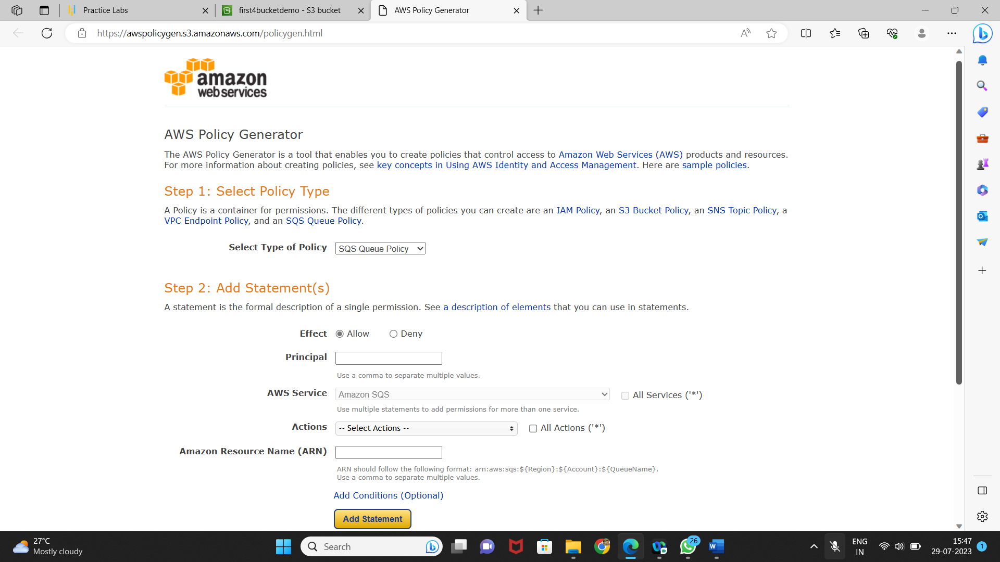 Practice Labs
first4bucketdemo - S3 bucket
AWS Policy Generator
https://awspolicygen.s3.amazonaws.com/policygen.html
amazon
webservices
AWS Policy Generator
The AWS Policy Generator is a tool that enables you to create policies that control access to Amazon Web Services (AWS) products and resources.
For more information about creating policies, see key concepts in Using AWS Identity and Access Management. Here are sample policies.
Step 1: Select Policy Type
A Policy is a container for permissions. The different types of policies you can create are an IAM Policy, an S3 Bucket Policy, an SNS Topic Policy, a
VPC Endpoint Policy, and an SQS Queue Policy.
Select Type of Policy SQS Queue Policy
Step 2: Add Statement(s)
A statement is the formal description of a single permission. See a description of elements that you can use in statements.
Effect Allow Deny
Principal
Use a comma to separate multiple values.
AWS Service Amazon SQS All Services ('*')
Use multiple statements to add permissions for more than one service.
Actions -- Select Actions -- All Actions ('*')
Amazon Resource Name (ARN)
ARN should follow the following format: arn:aws:sqs:${Region}:${Account}:${QueueName}.
Use a comma to separate multiple values.
Add Conditions (Optional)
Add Statement
27°C
Mostly cloudy
Search
26
ENG
IN
15:47
29-07-2023
1